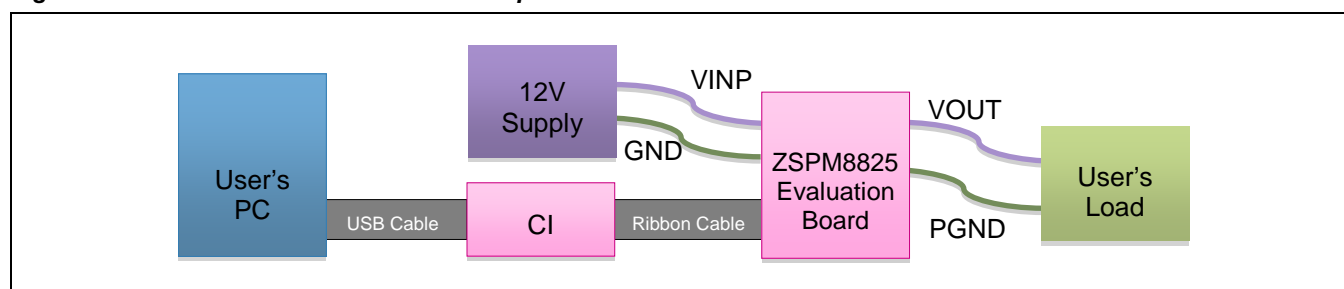 12V
Supply
VINP
GND
VOUT
PGND
ZSPM8825
Evaluation
Board
User’s
Load
User’s
PC
USB Cable
CI
Ribbon Cable